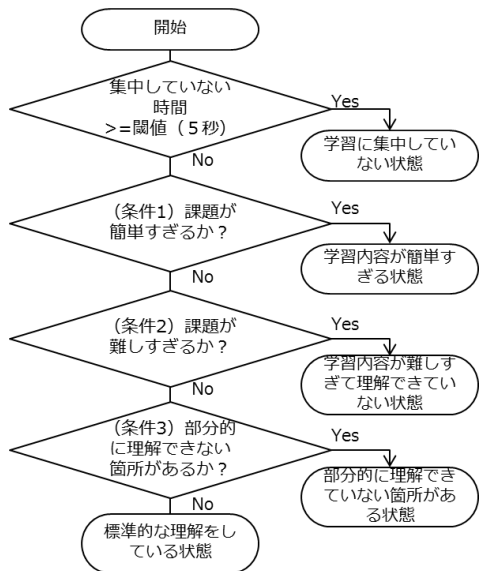 開始
集中していない
時間
>=閾値（５秒）
Yes
学習に集中してい
ない状態
No
（条件1）課題が
簡単すぎるか？
Yes
学習内容が簡単す
ぎる状態
No
（条件2）課題が
難しすぎるか？
Yes
学習内容が難しす
ぎて理解できてい
ない状態
No
（条件3）部分的
に理解できない
箇所があるか？
Yes
部分的に理解でき
ていない箇所があ
る状態
No
標準的な理解をし
ている状態